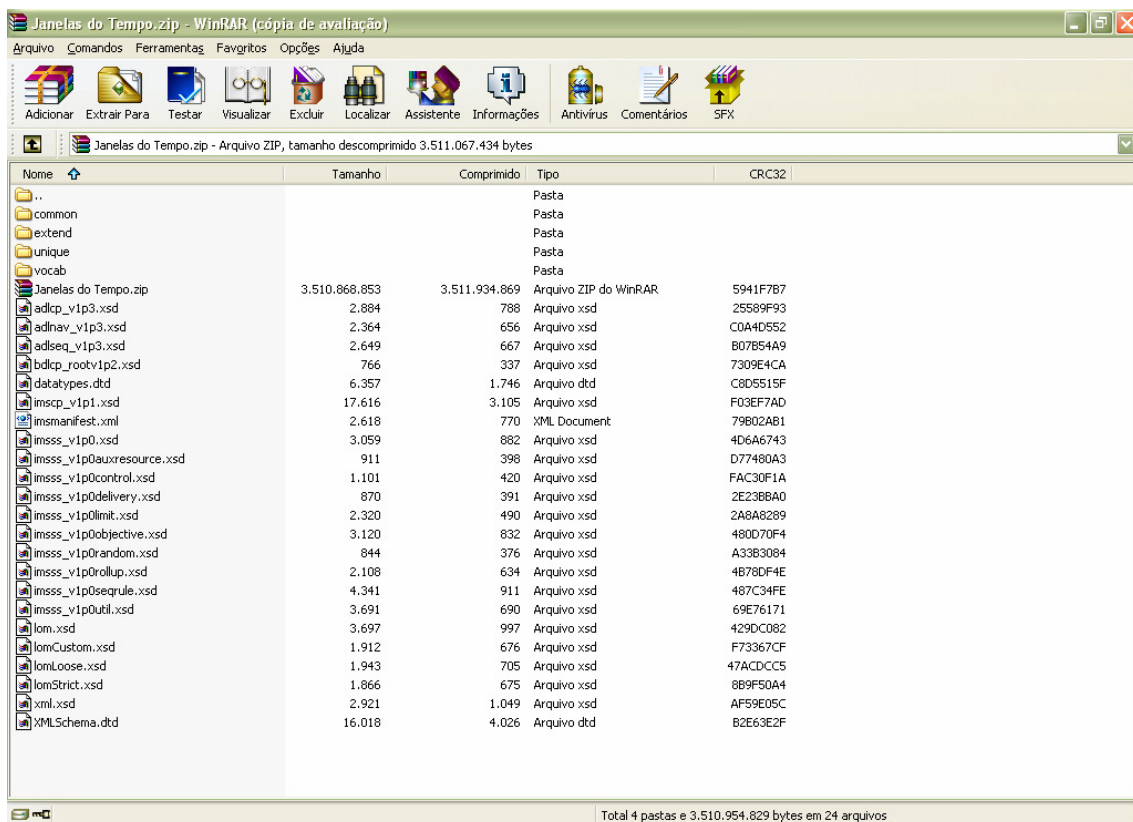 Janelas do Tempo.zip - WinRAR (cópia de avaliação)
Arquivo Comandos Ferramentas Favoritos Opções Ajuda
Adicionar Extrair Para Testar Visualizar Excluir Localizar Assistente Informações Antivírus Comentários SFX
Janelas do Tempo.zip - Arquivo ZIP, tamanho descomprimido 3.511.067.434 bytes
Nome Tamanho Comprimido Tipo CRC32
.. Pasta
common Pasta
extend Pasta
unique Pasta
vocab Pasta
Janelas do Tempo.zip 3.510.868.853 3.511.934.869 Arquivo ZIP do WinRAR 5941F7B7
adlcp_v1p3.xsd 2.884 788 Arquivo xsd 25589F93
adlnav_v1p3.xsd 2.364 656 Arquivo xsd C0A4D552
adlseq_v1p3.xsd 2.649 667 Arquivo xsd B07B54A9
bdlcp_rootv1p2.xsd 766 337 Arquivo xsd 7309E4CA
datatypes.dtd 6.357 1.746 Arquivo dtd C8D5515F
imscp_v1p1.xsd 17.616 3.105 Arquivo xsd F03EF7AD
imsmanifest.xml 2.618 770 XML Document 79B02AB1
imsss_v1p0.xsd 3.059 882 Arquivo xsd 4D6A6743
imsss_v1p0auxresource.xsd 911 398 Arquivo xsd D77480A3
imsss_v1p0control.xsd 1.101 420 Arquivo xsd FAC30F1A
imsss_v1p0delivery.xsd 870 391 Arquivo xsd 2E23BBA0
imsss_v1p0limit.xsd 2.320 490 Arquivo xsd 2A8A8289
imsss_v1p0objective.xsd 3.120 832 Arquivo xsd 480D70F4
imsss_v1p0random.xsd 844 376 Arquivo xsd A33B3084
imsss_v1p0rollup.xsd 2.108 634 Arquivo xsd 4B78DF4E
imsss_v1p0seqrule.xsd 4.341 911 Arquivo xsd 487C34FE
imsss_v1p0util.xsd 3.691 690 Arquivo xsd 69E76171
lom.xsd 3.697 997 Arquivo xsd 429DC082
lomCustom.xsd 1.912 676 Arquivo xsd F73367CF
lomLoose.xsd 1.943 705 Arquivo xsd 47ACDCC5
lomStrict.xsd 1.866 675 Arquivo xsd 8B9F50A4
xml.xsd 2.921 1.049 Arquivo xsd AF59E05C
XMLSchema.dtd 16.018 4.026 Arquivo dtd B2E63E2F
Total 4 pastas e 3.510.954.829 bytes em 24 arquivos